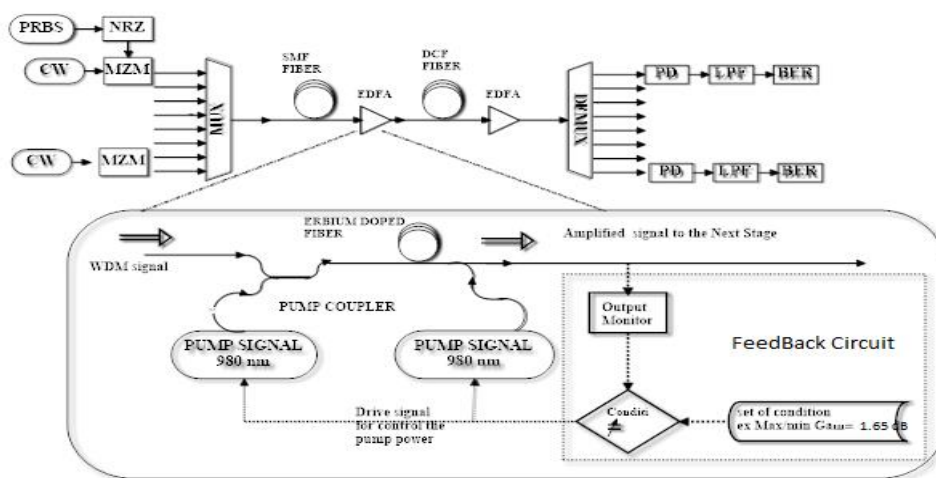 PRBS
NRZ
CW
MZM
CW
MZM
MUX
SMF
FIBER
EDFA
DCF
FIBER
EDFA
DEMUX
PD
LPF
BER
PD
LPF
BER
ERBIUM DOPED
FIBER
Amplified signal to the Next Stage
WDM signal
PUMP COUPLER
PUMP SIGNAL
980 nm
PUMP SIGNAL
980 nm
Output
Monitor
FeedBack Circuit
Drive signal
for control the
pump power
Condici
≠
set of condition
ex Max/min Gain= 1.65 dB